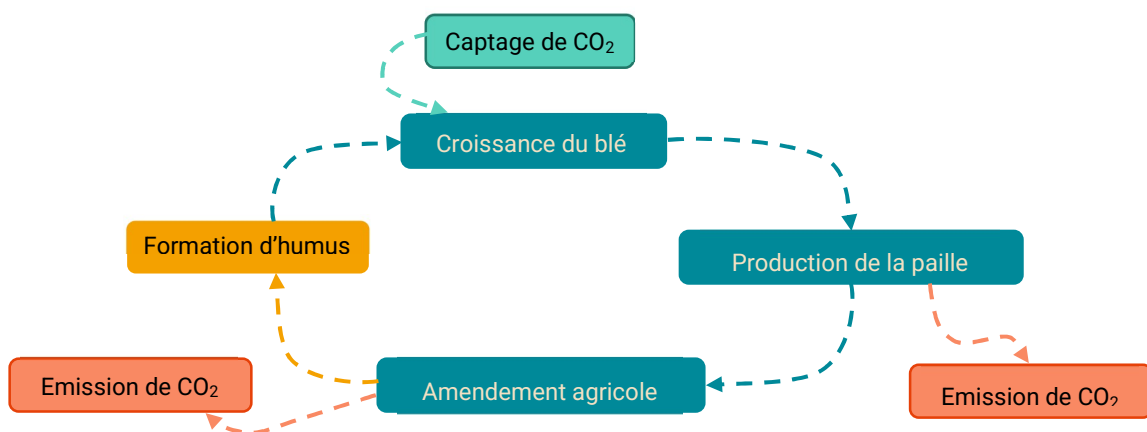 Captage de CO₂
Croissance du blé
Formation d'humus
Production de la paille
Emission de CO₂
Amendement agricole
Emission de CO₂